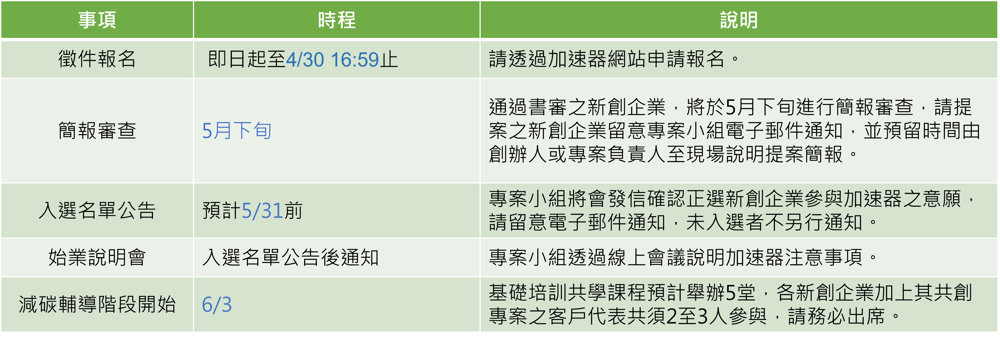 事項 時程 說明
徵件報名 即日起至4/30 16:59止 請透過加速器網站申請報名。
簡報審查 5月下旬 通過書審之新創企業，將於5月下旬進行簡報審查，請提
案之新創企業留意專案小組電子郵件通知，並預留時間由
創辦人或專案負責人至現場說明提案簡報。
入選名單公告 預計5/31前 專案小組將會發信確認正選新創企業參與加速器之意願，
請留意電子郵件通知，未入選者不另行通知。
始業說明會 入選名單公告後通知 專案小組透過線上會議說明加速器注意事項。
減碳輔導階段開始 6/3 基礎培訓共學課程預計舉辦5堂，各新創企業加上其共創
專案之客戶代表共須2至3人參與，請務必出席。